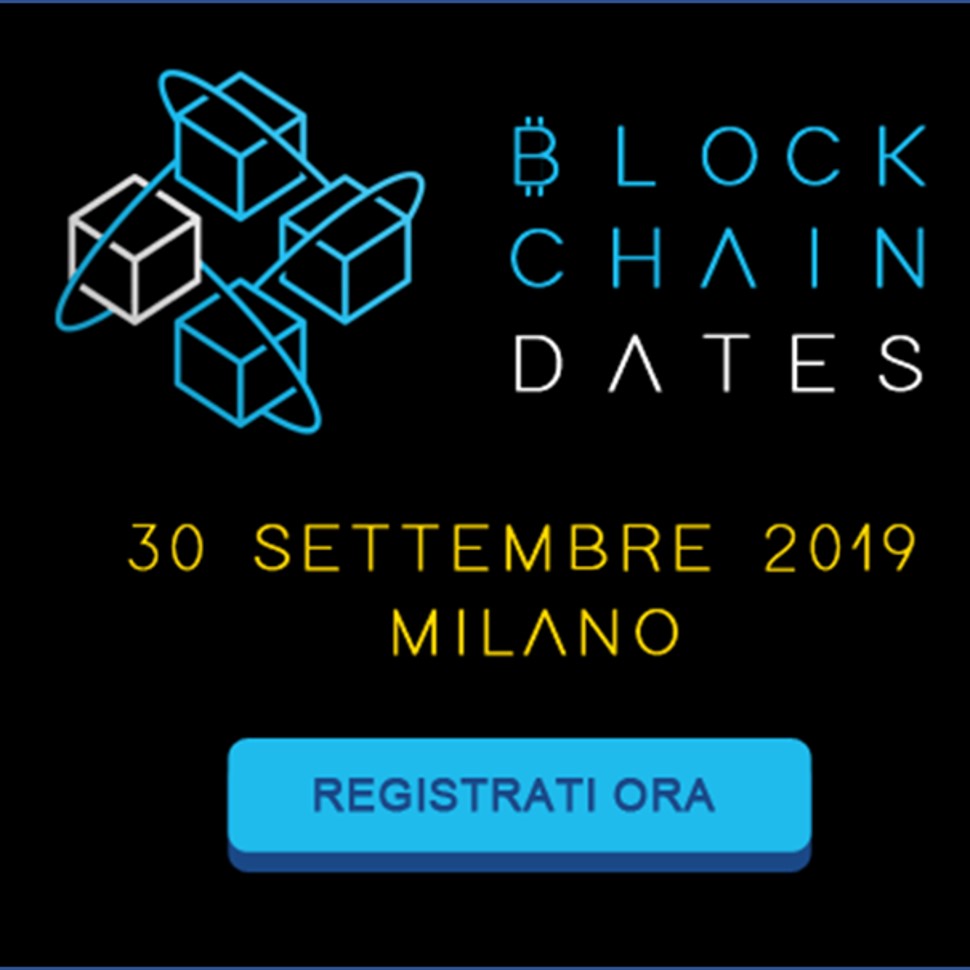 BLOCK
CHAIN
DATES
30 SETTEMBRE 2019
MILANO
REGISTRATI ORA